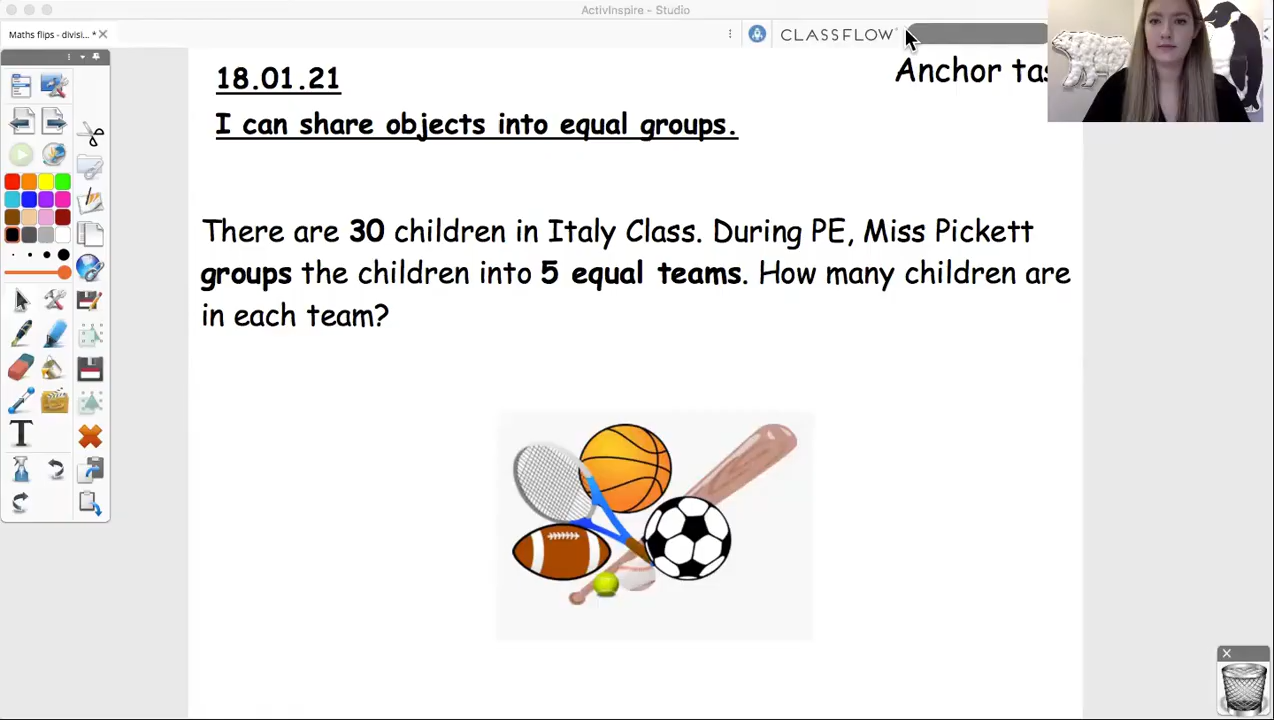 ActivInspire - Studio
Maths flips - divisi... *
CLASSFLOW
18.01.21
Anchor
I can share objects into equal groups.
There are 30 children in Italy Class. During PE, Miss Pickett
groups the children into 5 equal teams. How many children are
in each team?
T